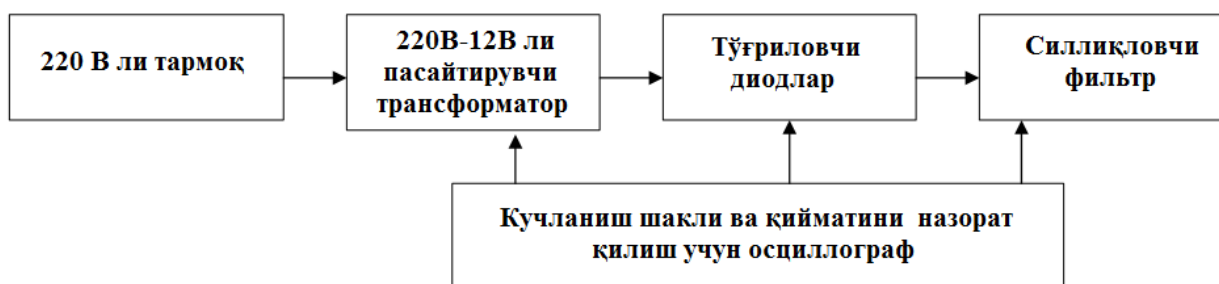 220 В ли тармоқ
220В-12В ли
пасайтирувчи
трансформатор
Тўғриловчи
диодлар
Силлиқловчи
фильтр
Кучланиш шакли ва қийматини назорат
қилиш учун осциллограф